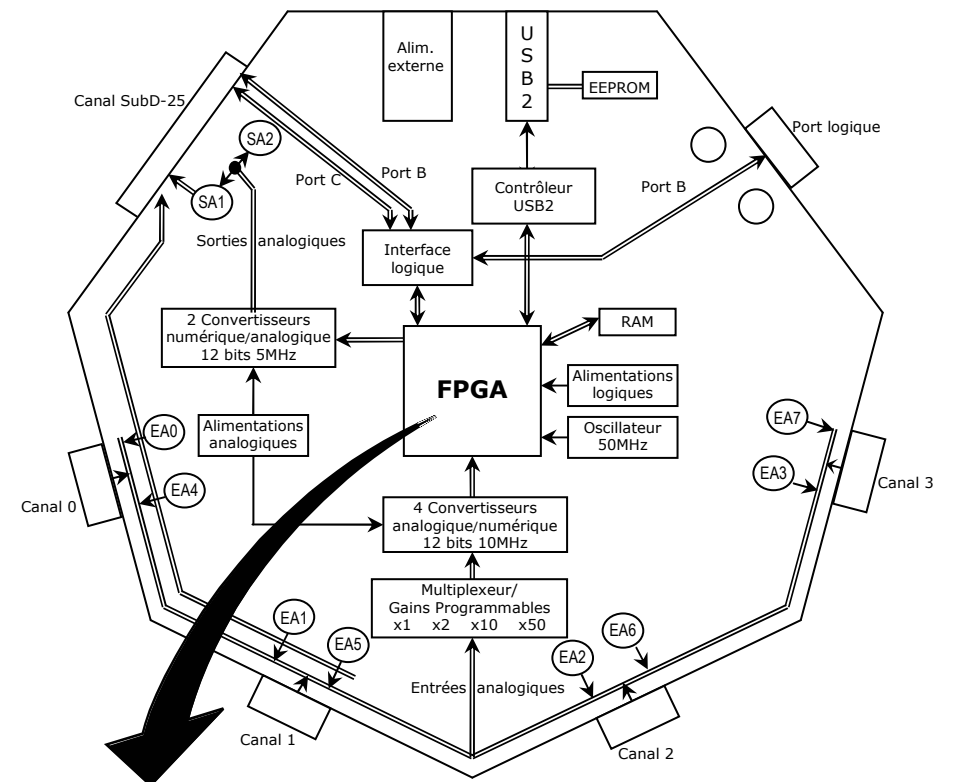 Alim.
externe
U
S
B
2
EEPROM
Canal SubD-25
Port logique
SA2
SA1
Port C
Port B
Contrôleur
USB2
Port B
Sorties analogiques
Interface
logique
2 Convertisseurs
numérique/analogique
12 bits 5MHz
RAM
FPGA
Alimentations
logiques
Oscillateur
50MHz
Alimentations
analogiques
EA0
EA4
Canal 0
EA7
EA3
Canal 3
4 Convertisseurs
analogique/numérique
12 bits 10MHz
Multiplexeur/
Gains Programmables
x1 x2 x10 x50
EA1
EA5
EA6
EA2
Entrées analogiques
Canal 1
Canal 2